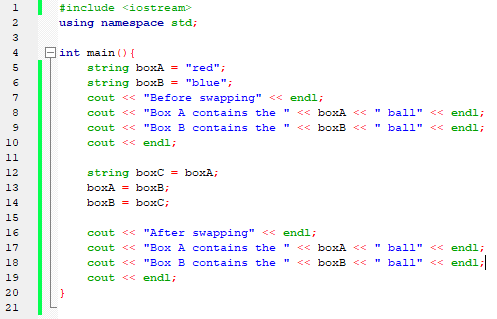 1 #include <iostream>
2 using namespace std;
3
4 int main(){
5 string boxA = "red";
6 string boxB = "blue";
7 cout << "Before swapping" << endl;
8 cout << "Box A contains the " << boxA << " ball" << endl;
9 cout << "Box B contains the " << boxB << " ball" << endl;
10 cout << endl;
11
12 string boxC = boxA;
13 boxA = boxB;
14 boxB = boxC;
15
16 cout << "After swapping" << endl;
17 cout << "Box A contains the " << boxA << " ball" << endl;
18 cout << "Box B contains the " << boxB << " ball" << endl;
19 cout << endl;
20 }
21